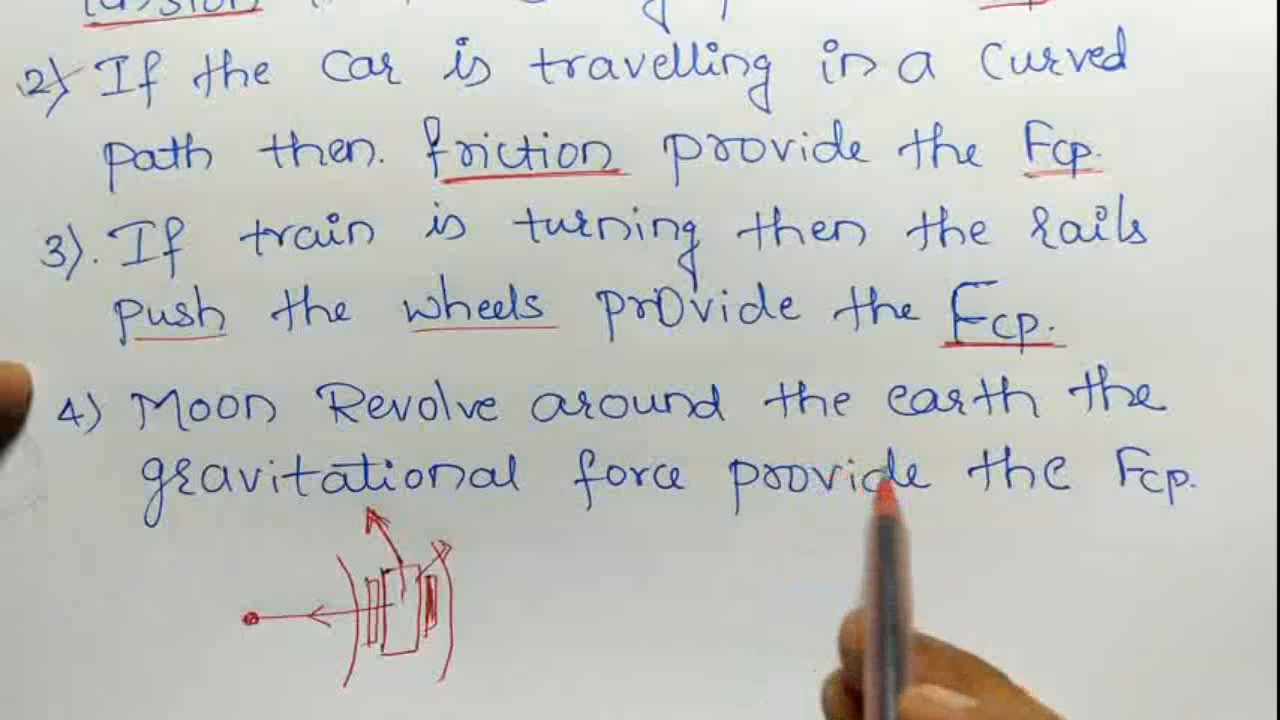 2) If the car is travelling in a curved
path then. friction provide the Fcp.
3). If train is turning then the rails
push the wheels provide the Fcp.
4) Moon Revolve around the earth the
gravitational force provide the Fcp.